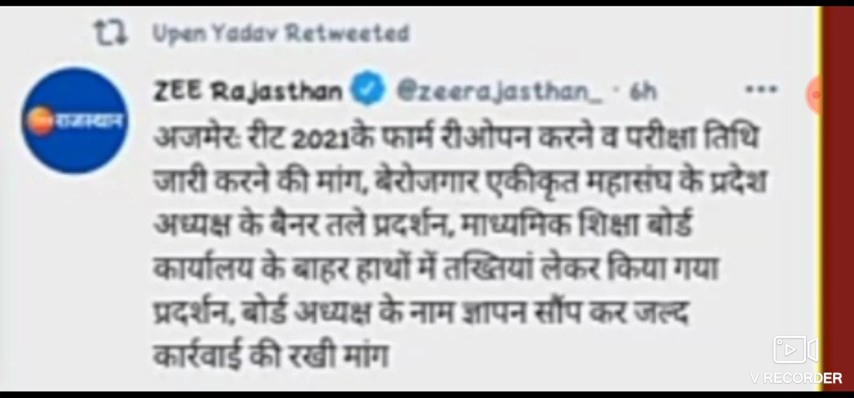 Upen Yadav Retweeted
ZEE Rajasthan @zeerajasthan_ · 6h
राजस्थान
अजमेर: रीट 2021के फार्म रीओपन करने व परीक्षा तिथि
जारी करने की मांग, बेरोजगार एकीकृत महासंघ के प्रदेश
अध्यक्ष के बैनर तले प्रदर्शन, माध्यमिक शिक्षा बोर्ड
कार्यालय के बाहर हाथों में तख्तियां लेकर किया गया
प्रदर्शन, बोर्ड अध्यक्ष के नाम ज्ञापन सौंप कर जल्द
कार्रवाई की रखी मांग
V RECORDER